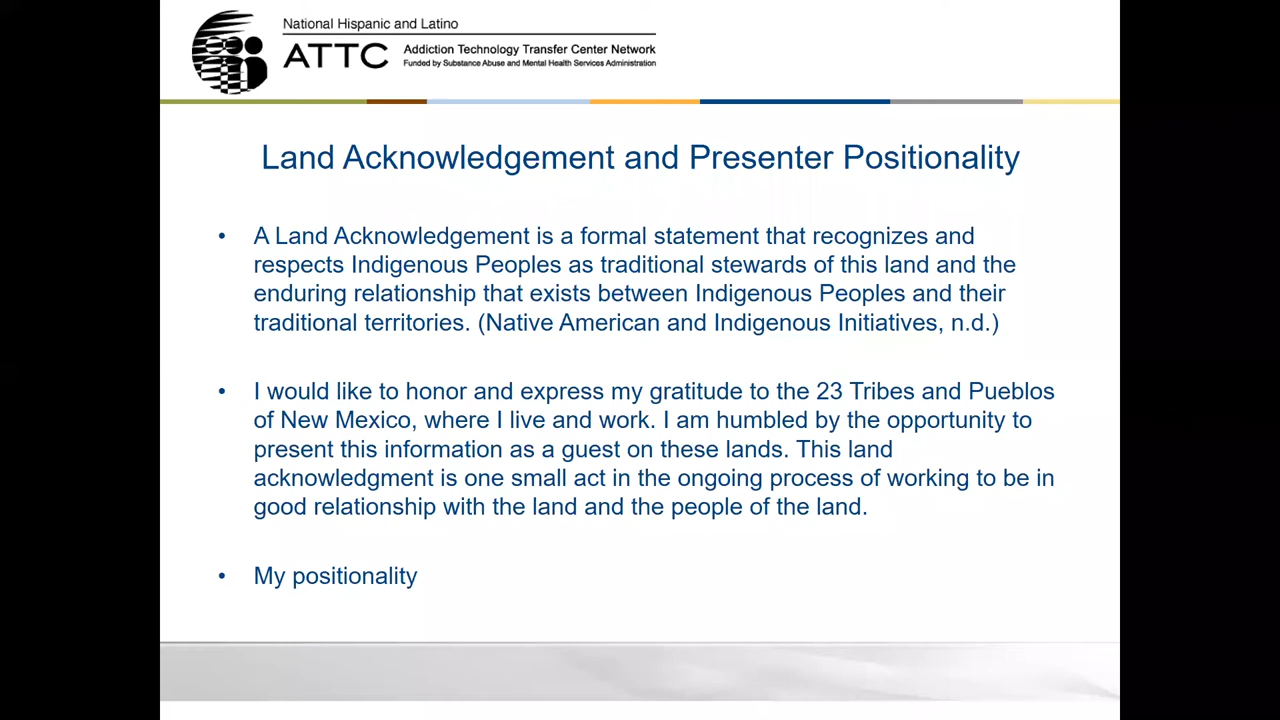 National Hispanic and Latino
ATTC
Addiction Technology Transfer Center Network
Funded by Substance Abuse and Mental Health Services Administration
Land Acknowledgement and Presenter Positionality
• A Land Acknowledgement is a formal statement that recognizes and
respects Indigenous Peoples as traditional stewards of this land and the
enduring relationship that exists between Indigenous Peoples and their
traditional territories. (Native American and Indigenous Initiatives, n.d.)
• I would like to honor and express my gratitude to the 23 Tribes and Pueblos
of New Mexico, where I live and work. I am humbled by the opportunity to
present this information as a guest on these lands. This land
acknowledgment is one small act in the ongoing process of working to be in
good relationship with the land and the people of the land.
• My positionality